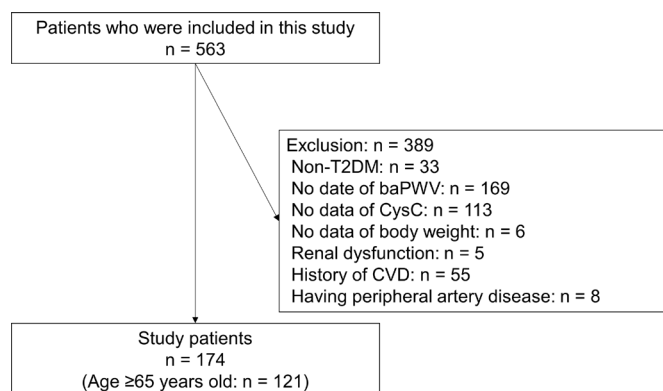 Patients who were included in this study
n = 563
Exclusion: n = 389
Non-T2DM: n = 33
No date of baPWV: n = 169
No data of CysC: n = 113
No data of body weight: n = 6
Renal dysfunction: n = 5
History of CVD: n = 55
Having peripheral artery disease: n = 8
Study patients
n = 174
(Age ≥65 years old: n = 121)